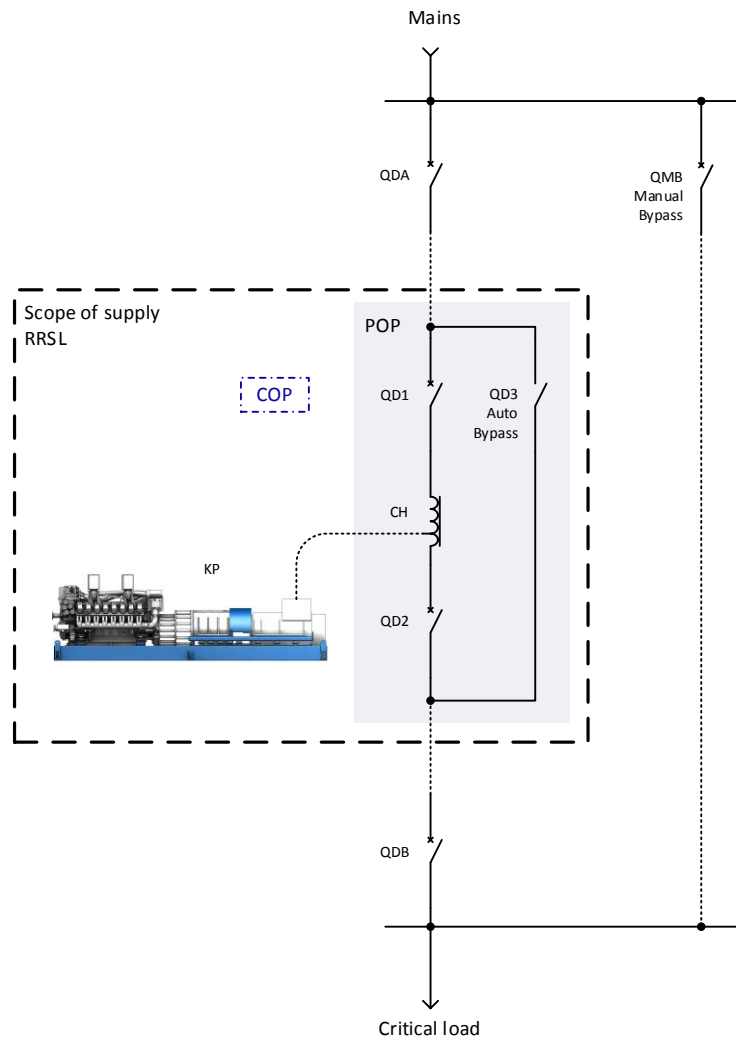 Mains
QDA
QMB
Manual
Bypass
Scope of supply
RRSL
POP
COP
QD1
QD3
Auto
Bypass
CH
KP
QD2
QDB
Critical load